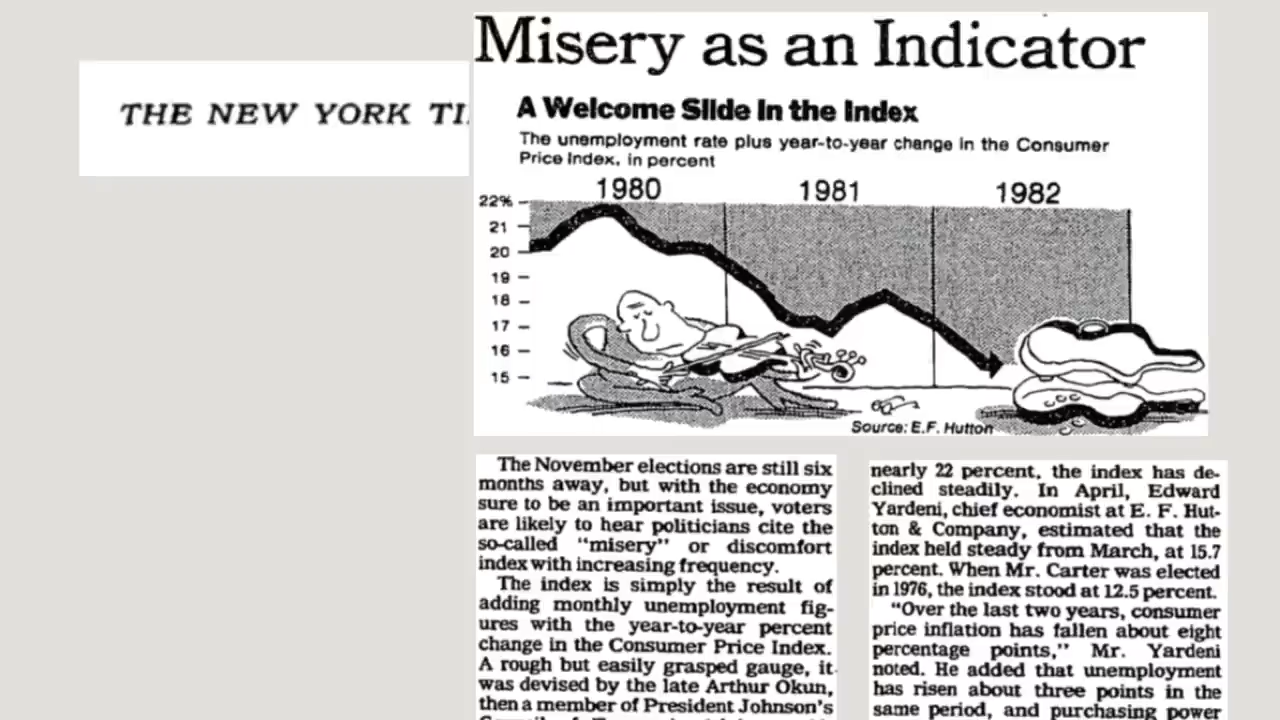 THE NEW YORK
Misery as an Indicator
A Welcome Slide in the Index
The unemployment rate plus year-to-year change in the Consumer
Price Index, in percent
1980 1981 1982
22%
21
20
19
18
17
16
15
Source: E.F. Hutton
The November elections are still six
months away, but with the economy
sure to be an important issue, voters
are likely to hear politicians cite the
so-called “misery” or discomfort
index with increasing frequency.
The index is simply the result of
adding monthly unemployment fig-
ures with the year-to-year percent
change in the Consumer Price Index.
A rough but easily grasped gauge, it
was devised by the late Arthur Okun,
then a member of President Johnson's
nearly 22 percent, the index has de-
clined steadily. In April, Edward
Yardeni, chief economist at E. F. Hut-
ton & Company, estimated that the
index held steady from March, at 15.7
percent. When Mr. Carter was elected
in 1976, the index stood at 12.5 percent.
“Over the last two years, consumer
price inflation has fallen about eight
percentage points,” Mr. Yardeni
noted. He added that unemployment
has risen about three points in the
same period, and purchasing power